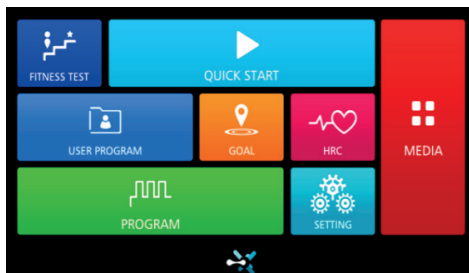 FITNESS TEST
QUICK START
USER PROGRAM
GOAL
HRC
MEDIA
PROGRAM
SETTING